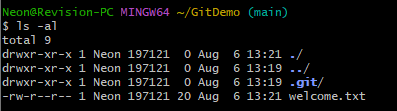 Neon@Revision-PC MINGW64 ~/GitDemo (main)
$ ls -al
total 9
drwxr-xr-x 1 Neon 197121  0 Aug  6 13:21 ./
drwxr-xr-x 1 Neon 197121  0 Aug  6 13:19 ../
drwxr-xr-x 1 Neon 197121  0 Aug  6 13:19 .git/
-rw-r--r-- 1 Neon 197121 20 Aug  6 13:21 welcome.txt